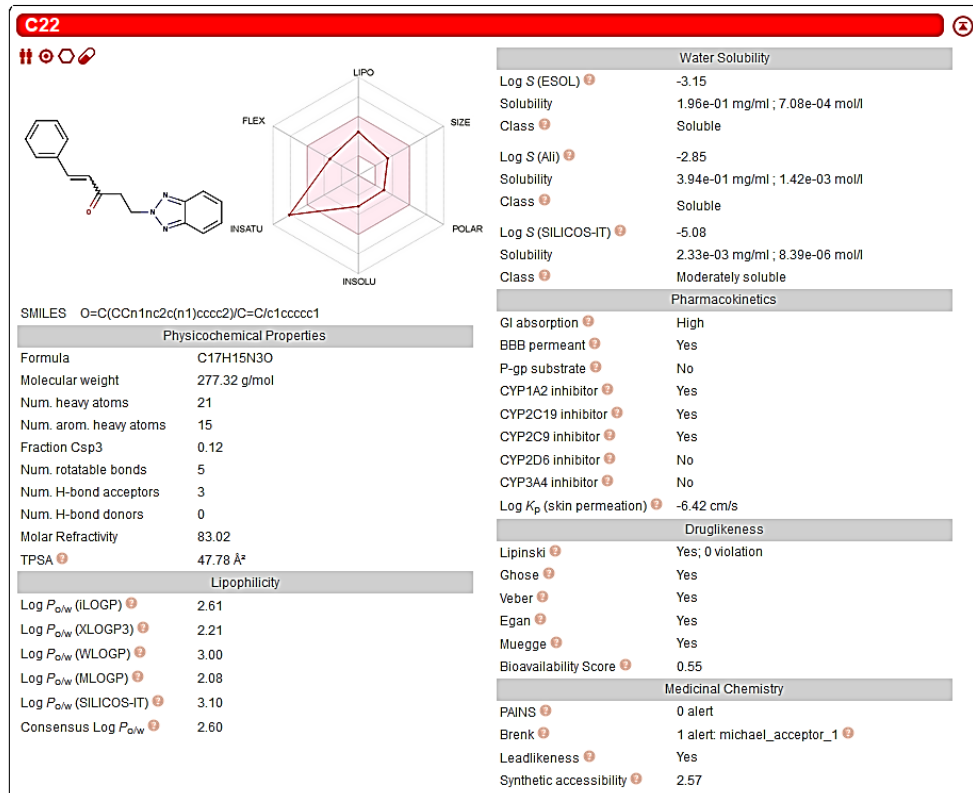 C22
LIPO
FLEX
SIZE
INSATU
POLAR
INSOLU
N
O
N
N
SMILES O=C(CCn1nc2c(n1)cccc2)/C=C/c1ccccc1
Physicochemical Properties
Formula C17H15N3O
Molecular weight 277.32 g/mol
Num. heavy atoms 21
Num. arom. heavy atoms 15
Fraction Csp3 0.12
Num. rotatable bonds 5
Num. H-bond acceptors 3
Num. H-bond donors 0
Molar Refractivity 83.02
TPSA ? 47.78 Å²
Lipophilicity
Log Po/w (iLOGP) ? 2.61
Log Po/w (XLOGP3) ? 2.21
Log Po/w (WLOGP) ? 3.00
Log Po/w (MLOGP) ? 2.08
Log Po/w (SILICOS-IT) ? 3.10
Consensus Log Po/w ? 2.60
Water Solubility
Log S (ESOL) ? -3.15
Solubility 1.96e-01 mg/ml ; 7.08e-04 mol/l
Class ? Soluble
Log S (Ali) ? -2.85
Solubility 3.94e-01 mg/ml ; 1.42e-03 mol/l
Class ? Soluble
Log S (SILICOS-IT) ? -5.08
Solubility 2.33e-03 mg/ml ; 8.39e-06 mol/l
Class ? Moderately soluble
Pharmacokinetics
GI absorption ? High
BBB permeant ? Yes
P-gp substrate ? No
CYP1A2 inhibitor ? Yes
CYP2C19 inhibitor ? Yes
CYP2C9 inhibitor ? Yes
CYP2D6 inhibitor ? No
CYP3A4 inhibitor ? No
Log Kp (skin permeation) ? -6.42 cm/s
Druglikeness
Lipinski ? Yes; 0 violation
Ghose ? Yes
Veber ? Yes
Egan ? Yes
Muegge ? Yes
Bioavailability Score ? 0.55
Medicinal Chemistry
PAINS ? 0 alert
Brenk ? 1 alert: michael_acceptor_1 ?
Leadlikeness ? Yes
Synthetic accessibility ? 2.57